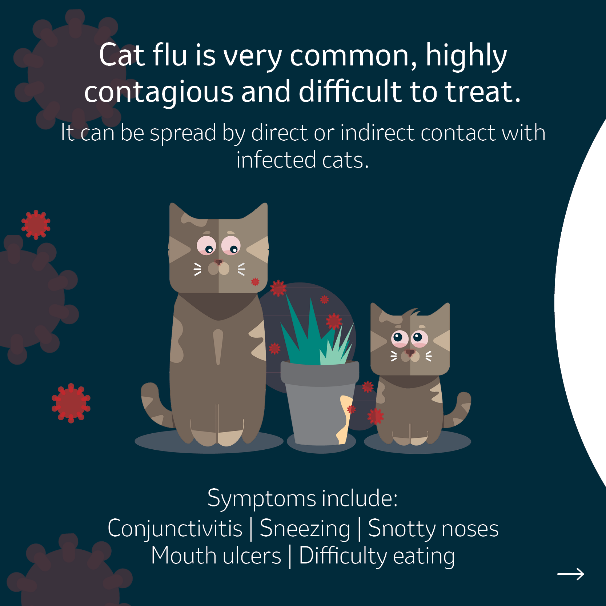 Cat flu is very common, highly
contagious and difficult to treat.
It can be spread by direct or indirect contact with
infected cats.
Symptoms include:
Conjunctivitis | Sneezing | Snotty noses
Mouth ulcers | Difficulty eating